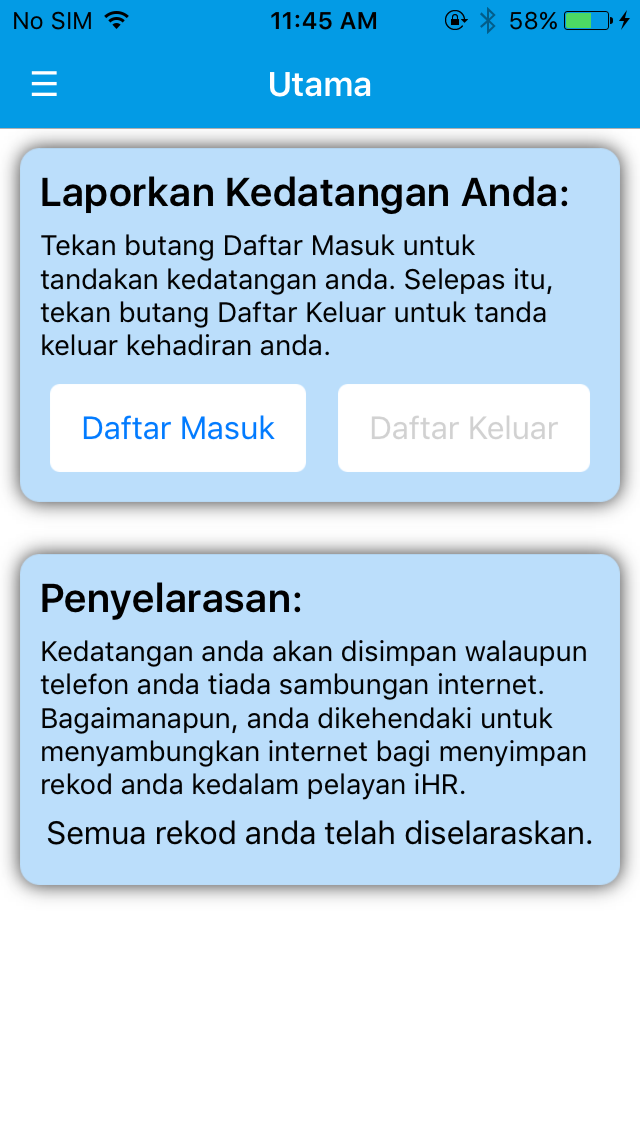 No SIM 11:45 AM 58%
Utama
Laporkan Kedatangan Anda:
Tekan butang Daftar Masuk untuk
tandakan kedatangan anda. Selepas itu,
tekan butang Daftar Keluar untuk tanda
keluar kehadiran anda.
Daftar Masuk Daftar Keluar
Penyelarasan:
Kedatangan anda akan disimpan walaupun
telefon anda tiada sambungan internet.
Bagaimanapun, anda dikehendaki untuk
menyambungkan internet bagi menyimpan
rekod anda kedalam pelayan iHR.
Semua rekod anda telah diselaraskan.